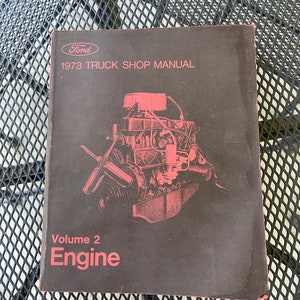 Ford
1973 TRUCK SHOP MANUAL
Volume 2
Engine